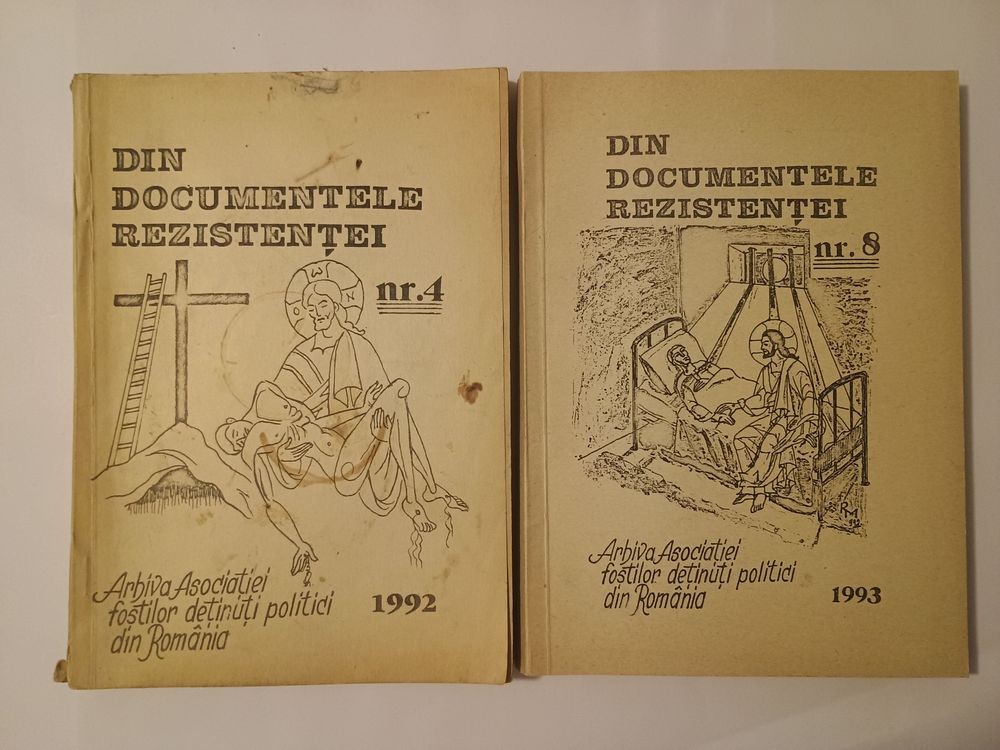 DIN
DOCUMENTELE
REZISTENȚEI
nr.4
Arhiva Asociației
foștilor deținuți politici
din România
1992
DIN
DOCUMENTELE
REZISTENȚEI
nr. 8
RM
Arhiva Asociației
foștilor deținuți politici
din România
1993